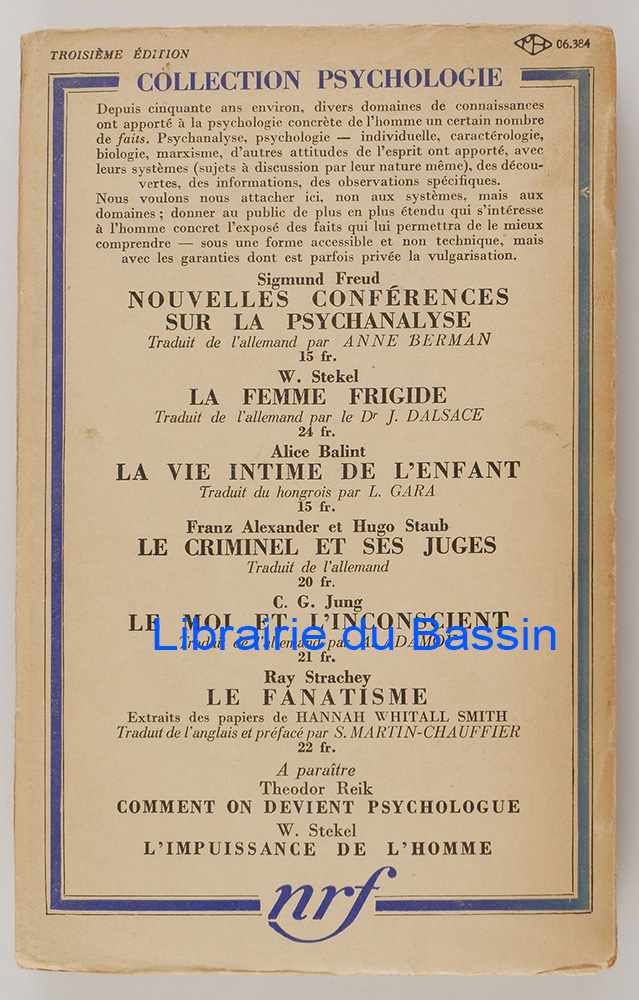 TROISIÈME ÉDITION
MH 06.384
COLLECTION PSYCHOLOGIE
Depuis cinquante ans environ, divers domaines de connaissances
ont apporté à la psychologie concrète de l'homme un certain nombre
de faits. Psychanalyse, psychologie — individuelle, caractérologie,
biologie, marxisme, d'autres attitudes de l'esprit ont apporté, avec
leurs systèmes (sujets à discussion par leur nature même), des décou-
vertes, des informations, des observations spécifiques.
Nous voulons nous attacher ici, non aux systèmes, mais aux
domaines ; donner au public de plus en plus étendu qui s'intéresse
à l'homme concret l'exposé des faits qui lui permettra de le mieux
comprendre — sous une forme accessible et non technique, mais
avec les garanties dont est parfois privée la vulgarisation.
Sigmund Freud
NOUVELLES CONFÉRENCES
SUR LA PSYCHANALYSE
Traduit de l'allemand par ANNE BERMAN
15 fr.
W. Stekel
LA FEMME FRIGIDE
Traduit de l'allemand par le Dr J. DALSACE
24 fr.
Alice Balint
LA VIE INTIME DE L'ENFANT
Traduit du hongrois par L. GARA
15 fr.
Franz Alexander et Hugo Staub
LE CRIMINEL ET SES JUGES
Traduit de l'allemand
20 fr.
C. G. Jung
LE MOI ET L'INCONSCIENT
Librairie du Bassin
Traduit de l'allemand par A. ADAMOV
21 fr.
Ray Strachey
LE FANATISME
Extraits des papiers de HANNAH WHITALL SMITH
Traduit de l'anglais et préfacé par S. MARTIN-CHAUFFIER
22 fr.
A paraître
Theodor Reik
COMMENT ON DEVIENT PSYCHOLOGUE
W. Stekel
L'IMPUISSANCE DE L'HOMME
nrf